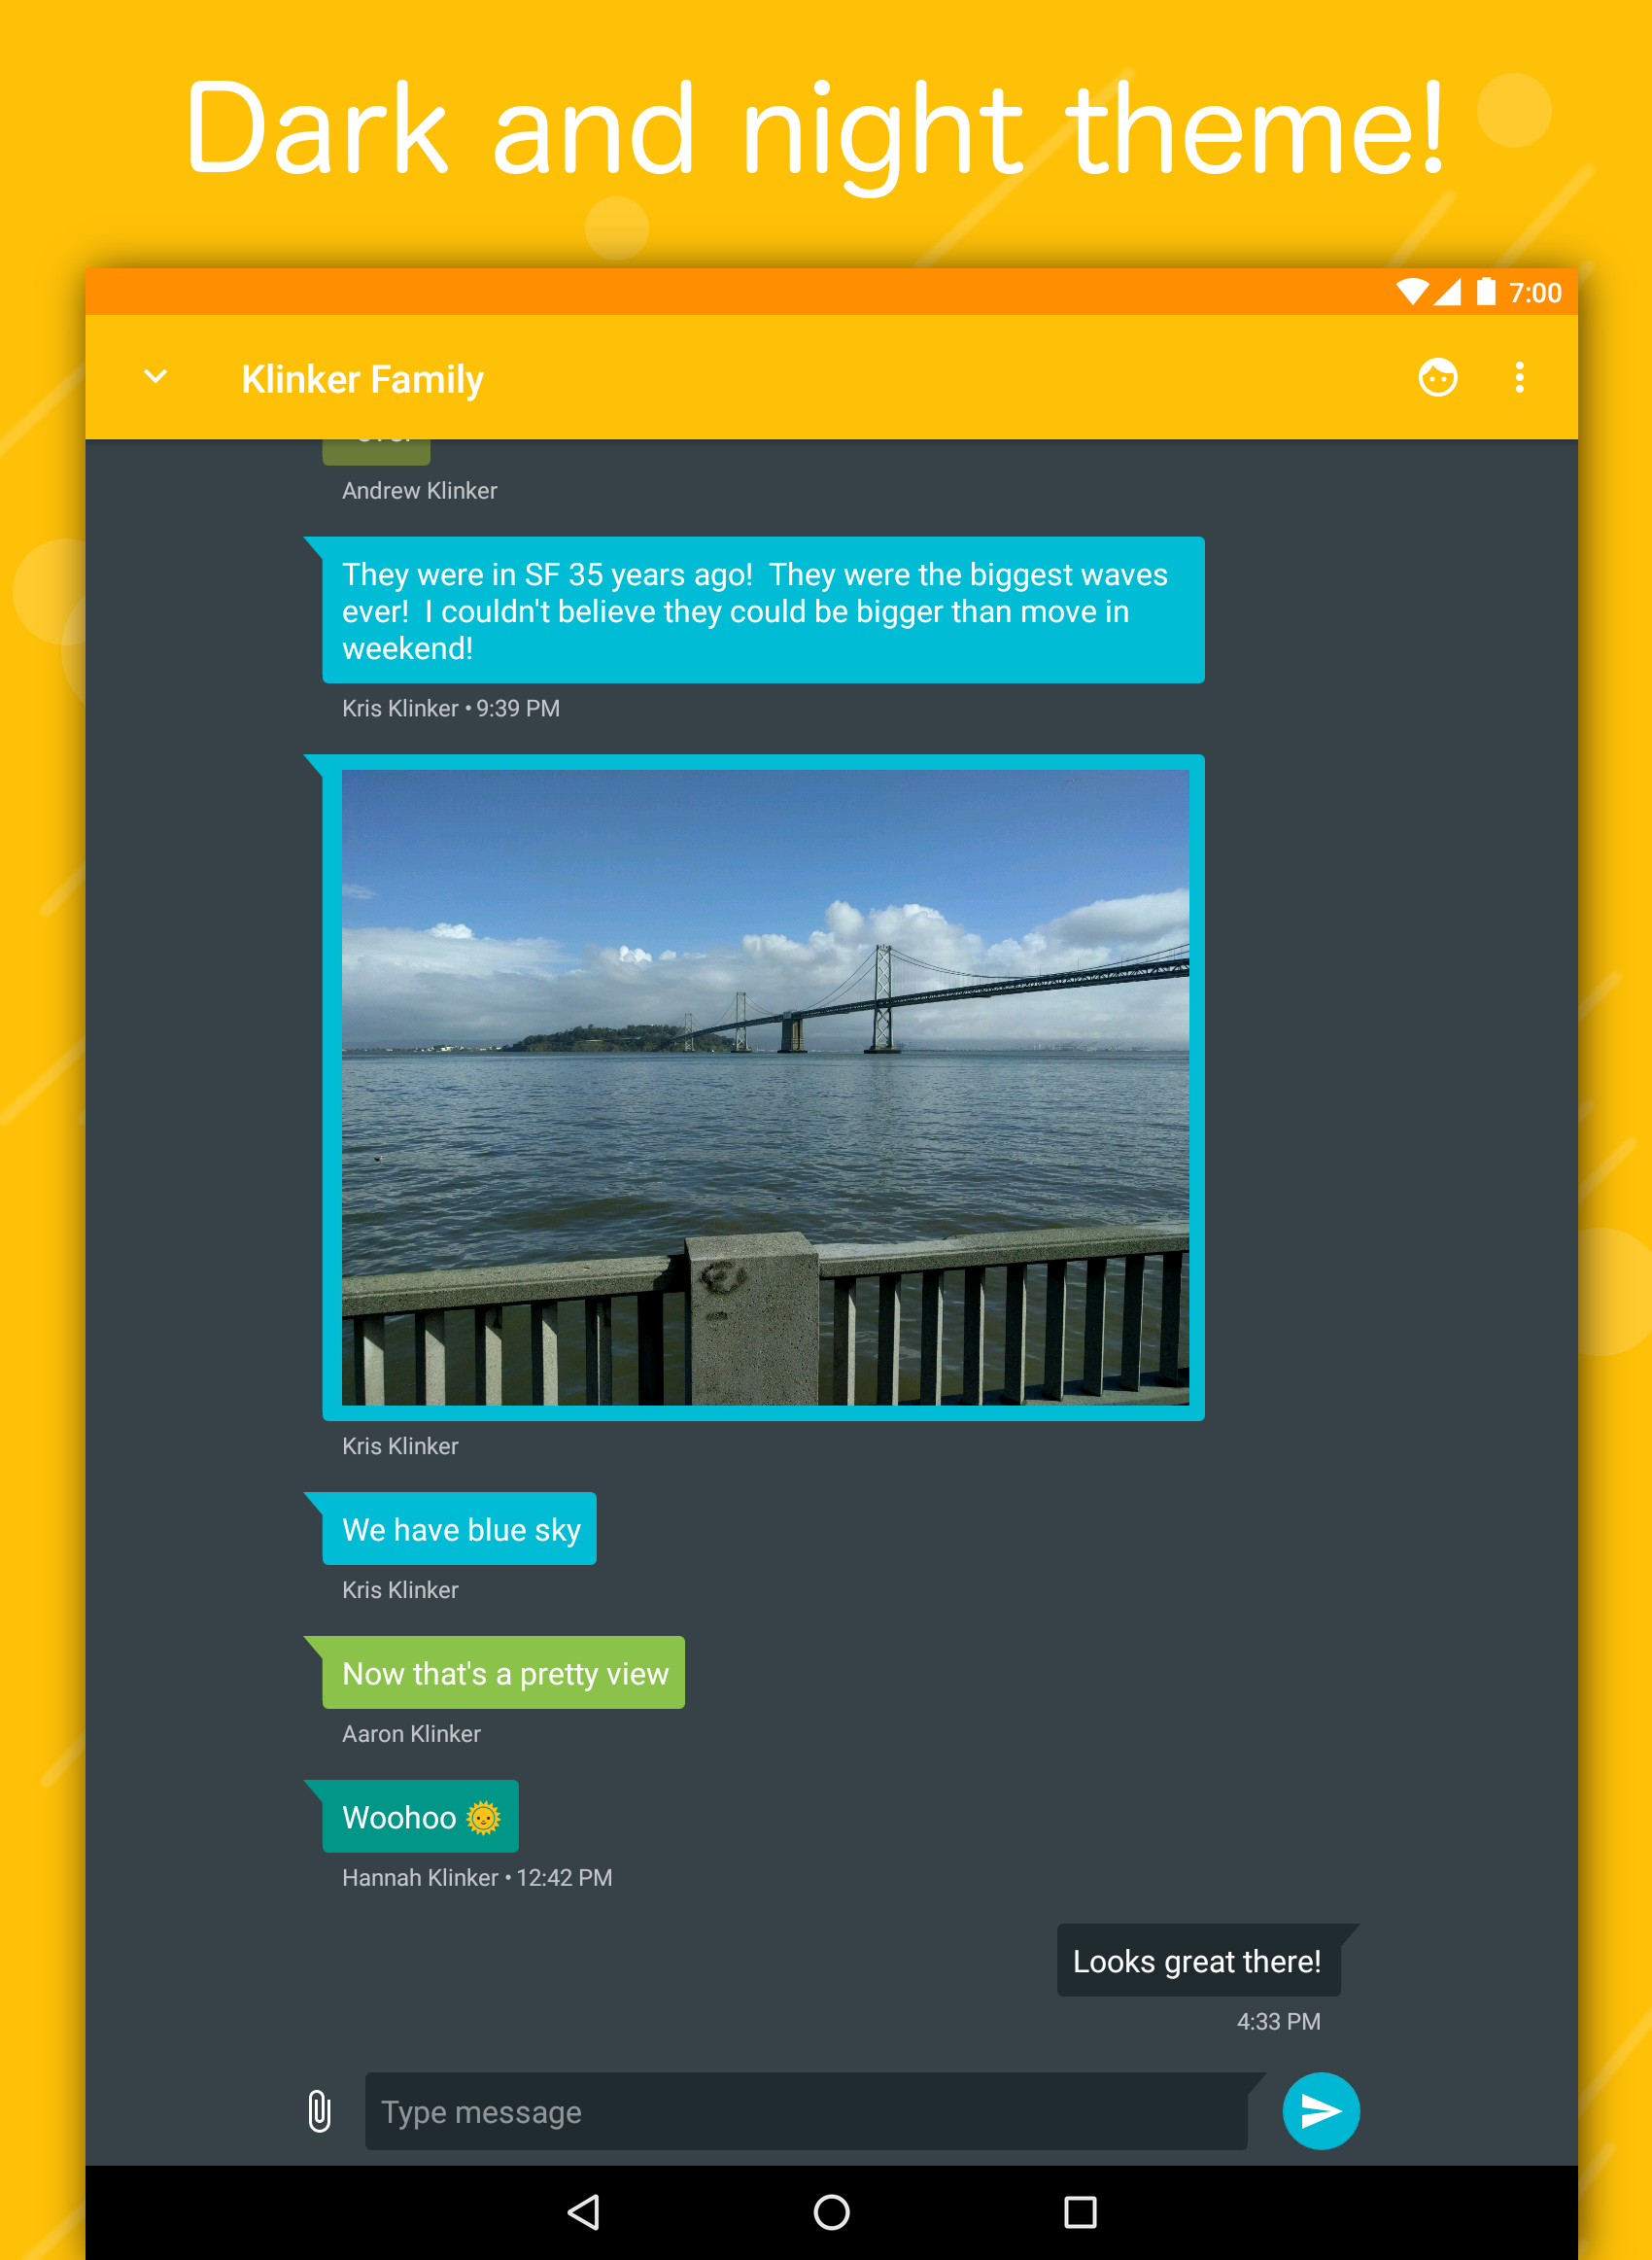 Dark and night theme!
7:00
Klinker Family
Andrew Klinker
They were in SF 35 years ago!  They were the biggest waves
ever!  I couldn't believe they could be bigger than move in
weekend!
Kris Klinker • 9:39 PM
Kris Klinker
We have blue sky
Kris Klinker
Now that's a pretty view
Aaron Klinker
Woohoo 🌞
Hannah Klinker • 12:42 PM
Looks great there!
4:33 PM
Type message